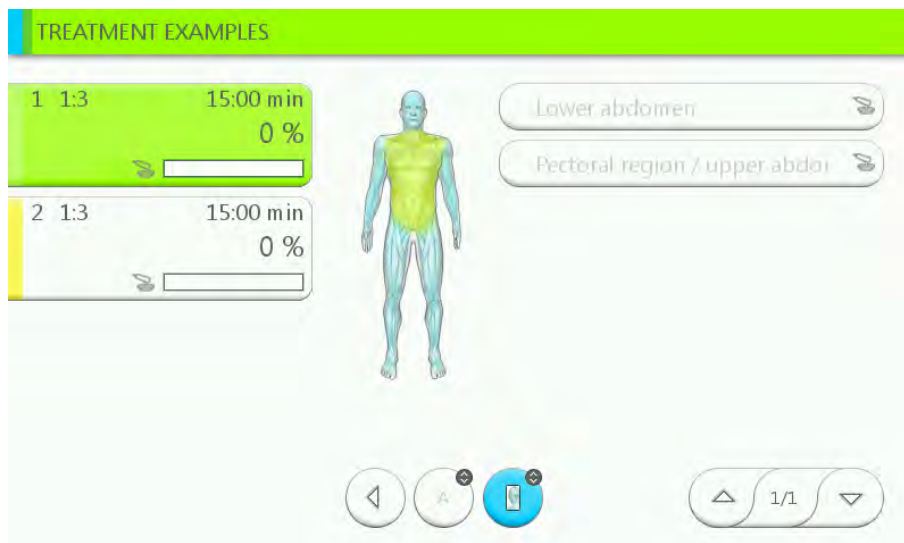 TREATMENT EXAMPLES
1 1:3 15:00 min
0 %
2 1:3 15:00 min
0 %
Lower abdomen
Pectoral region / upper abdoi
A
1/1